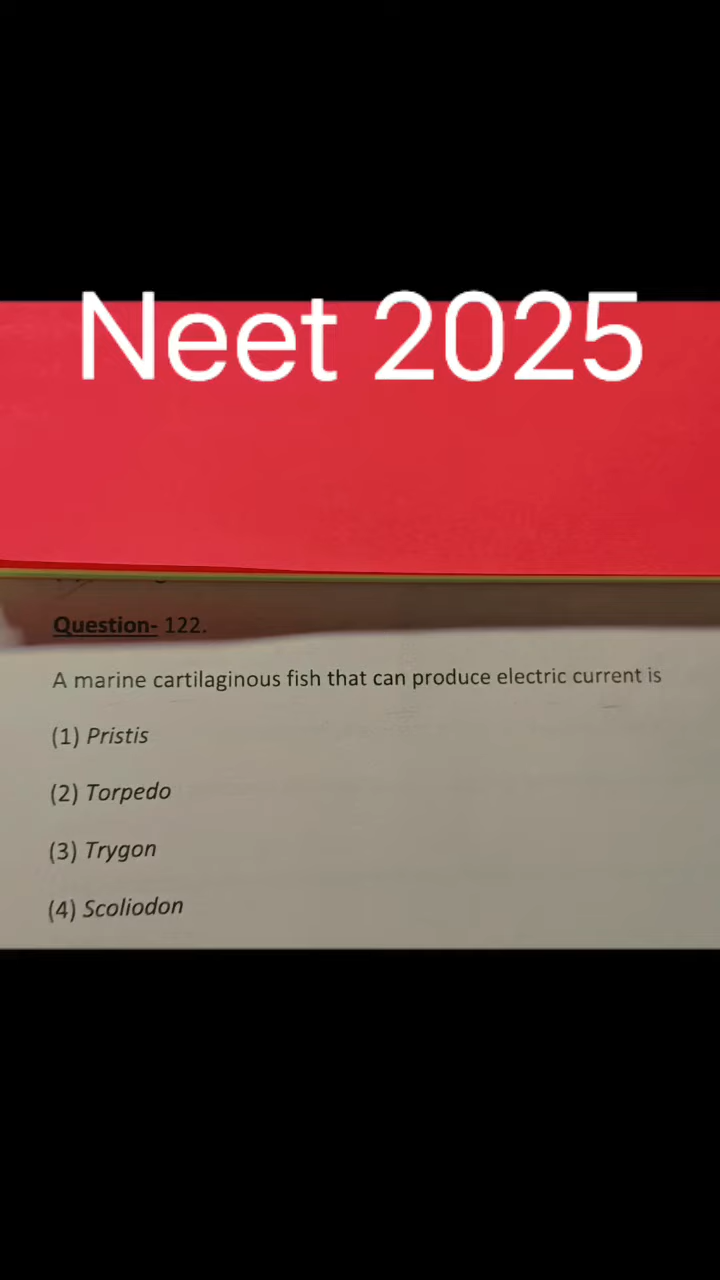 Neet 2025
Question- 122.
A marine cartilaginous fish that can produce electric current is
(1) Pristis
(2) Torpedo
(3) Trygon
(4) Scoliodon